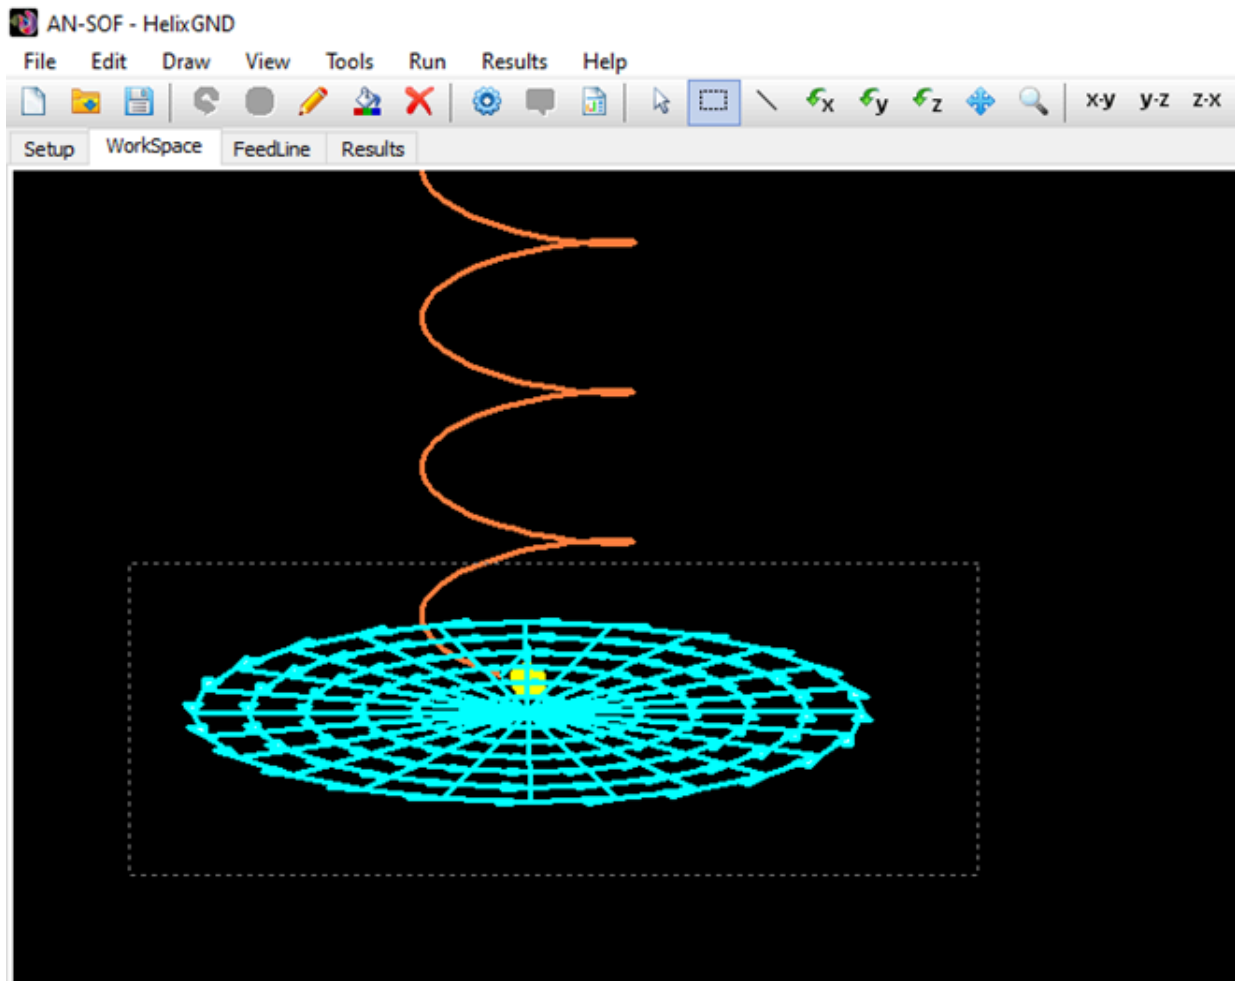 AN-SOF - HelixGND
File Edit Draw View Tools Run Results Help
x y z x-y y-z z-x
Setup WorkSpace FeedLine Results